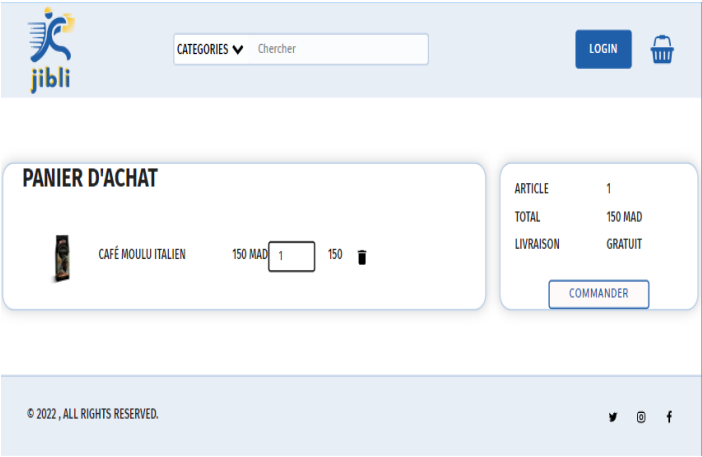 jibli
CATEGORIES Chercher
LOGIN
PANIER D'ACHAT
CAFÉ MOULU ITALIEN 150 MAD 1 150
ARTICLE 1
TOTAL 150 MAD
LIVRAISON GRATUIT
COMMANDER
© 2022 , ALL RIGHTS RESERVED.